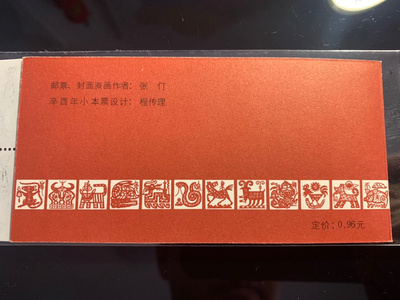 邮票、封面原画作者：张 仃
辛酉年小本票设计：程传理
定价：0.96元